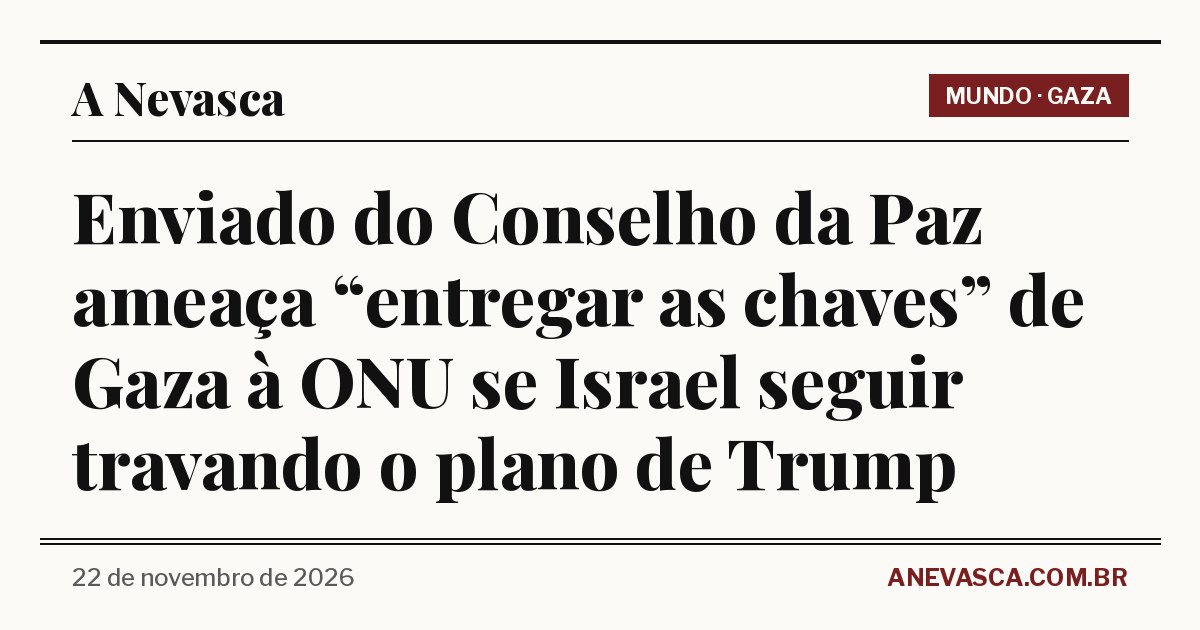 A Nevasca
MUNDO · GAZA
Enviado do Conselho da Paz
ameaça “entregar as chaves” de
Gaza à ONU se Israel seguir
travando o plano de Trump
22 de novembro de 2026
ANEVASCA.COM.BR